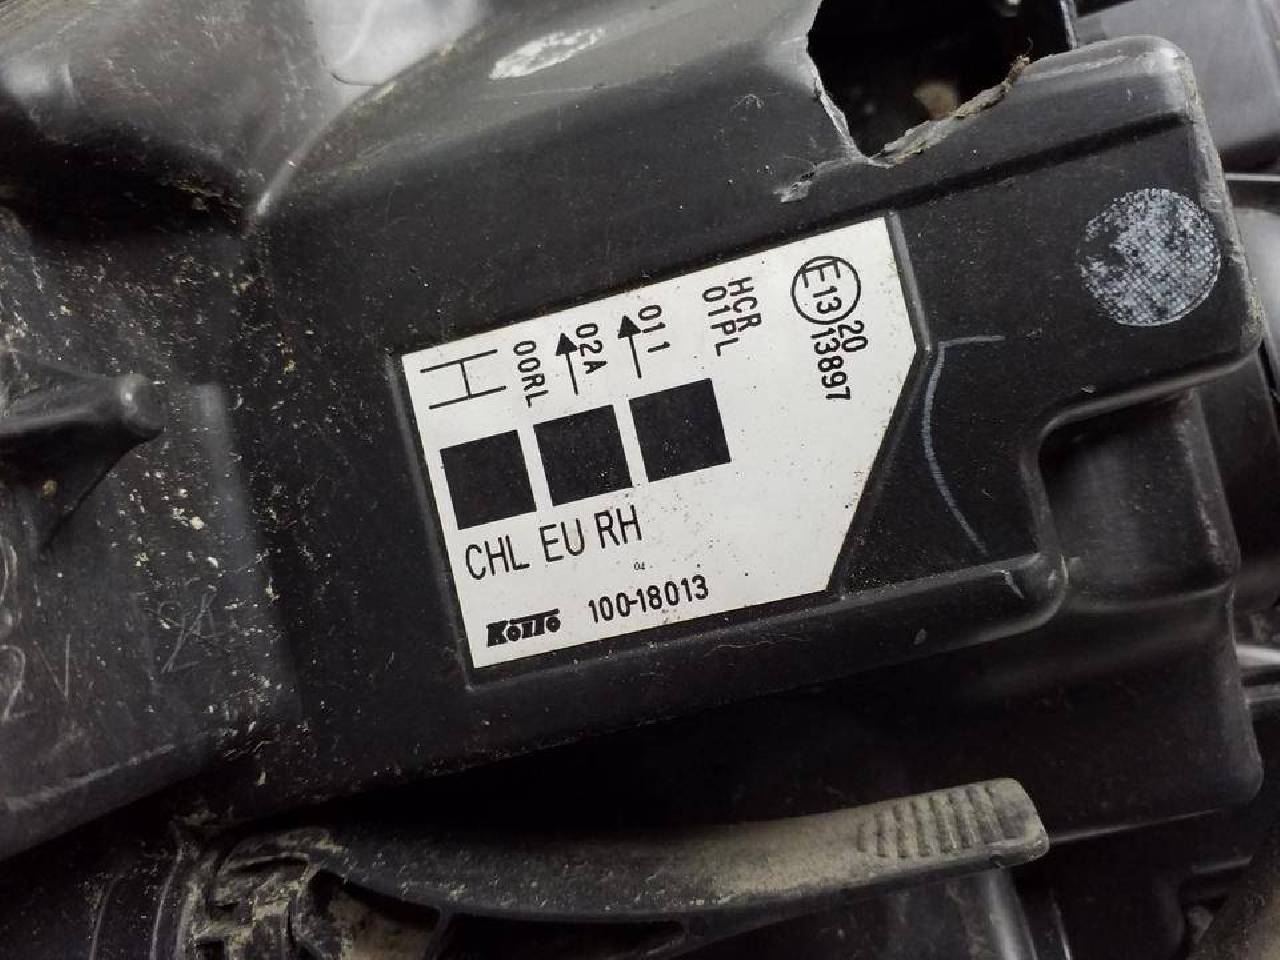 E13
20
13897
HCR
01PL
011
02A
00RL
CHL EU RH
04
KOITO 100-18013